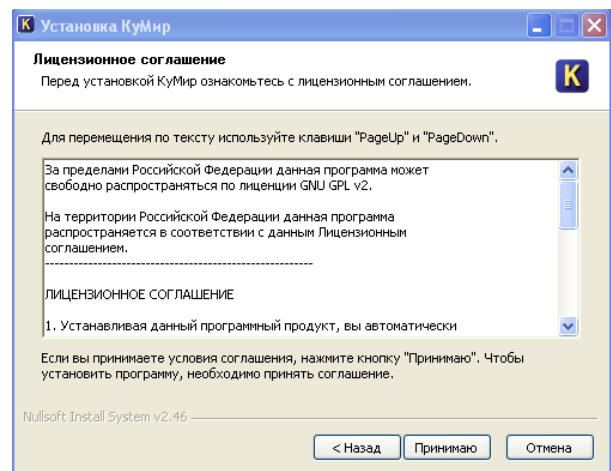 K Установка КуМир
Лицензионное соглашение
Перед установкой КуМир ознакомьтесь с лицензионным соглашением.
K
Для перемещения по тексту используйте клавиши "PageUp" и "PageDown".
За пределами Российской Федерации данная программа может
свободно распространяться по лиценции GNU GPL v2.
На территории Российской Федерации данная программа
распространяется в соответствии с данным Лицензионным
соглашением.
-------------------------------------------------------
ЛИЦЕНЗИОННОЕ СОГЛАШЕНИЕ
1. Устанавливая данный программный продукт, вы автоматически
Если вы принимаете условия соглашения, нажмите кнопку "Принимаю". Чтобы
установить программу, необходимо принять соглашение.
Nullsoft Install System v2.46
< Назад Принимаю Отмена